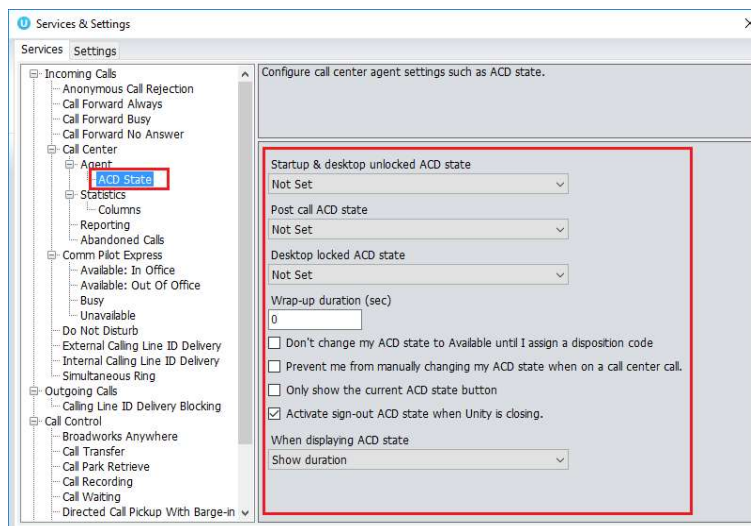 Services & Settings
Services Settings
Incoming Calls
Anonymous Call Rejection
Call Forward Always
Call Forward Busy
Call Forward No Answer
Call Center
Agent
ACD State
Statistics
Columns
Reporting
Abandoned Calls
Comm Pilot Express
Available: In Office
Available: Out Of Office
Busy
Unavailable
Do Not Disturb
External Calling Line ID Delivery
Internal Calling Line ID Delivery
Simultaneous Ring
Outgoing Calls
Calling Line ID Delivery Blocking
Call Control
Broadworks Anywhere
Call Transfer
Call Park Retrieve
Call Recording
Call Waiting
Directed Call Pickup With Barge-in
Configure call center agent settings such as ACD state.
Startup & desktop unlocked ACD state
Not Set
Post call ACD state
Not Set
Desktop locked ACD state
Not Set
Wrap-up duration (sec)
0
Don't change my ACD state to Available until I assign a disposition code
Prevent me from manually changing my ACD state when on a call center call.
Only show the current ACD state button
Activate sign-out ACD state when Unity is closing.
When displaying ACD state
Show duration